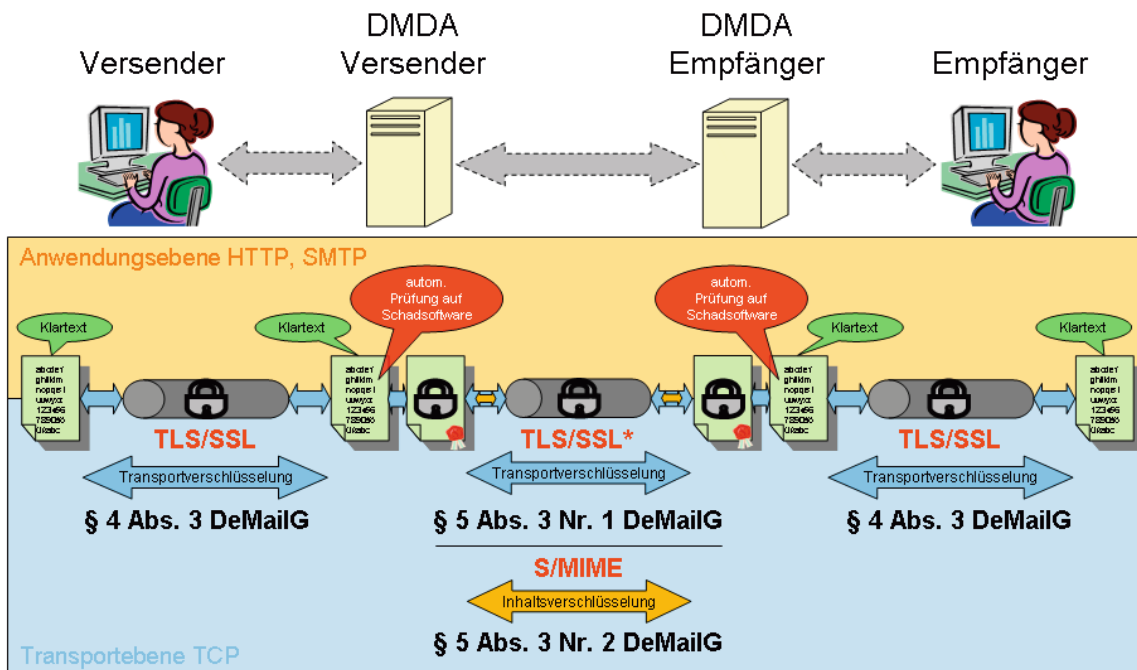 Versender
DMDA
Versender
DMDA
Empfänger
Empfänger
Anwendungsebene HTTP, SMTP
autom.
Prüfung auf
Schadsoftware
autom.
Prüfung auf
Schadsoftware
Klartext
Klartext
Klartext
Klartext
TLS/SSL
TLS/SSL*
TLS/SSL
Transportverschlüsselung
Transportverschlüsselung
Transportverschlüsselung
§ 4 Abs. 3 DeMailG
§ 5 Abs. 3 Nr. 1 DeMailG
§ 4 Abs. 3 DeMailG
S/MIME
Inhaltsverschlüsselung
§ 5 Abs. 3 Nr. 2 DeMailG
Transportebene TCP